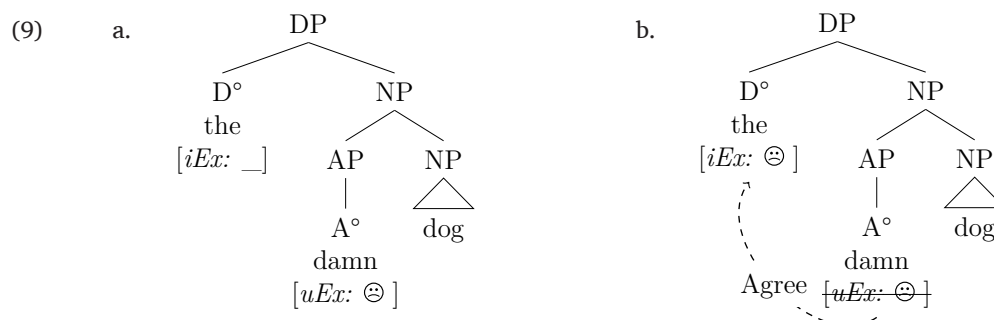 (9) a. DP b. DP
D° NP D° NP
the the
[iEx: _] AP NP [iEx: ☹ ] AP NP
A° dog A° dog
damn damn
[uEx: ☹ ] Agree [uEx: ☹ ]